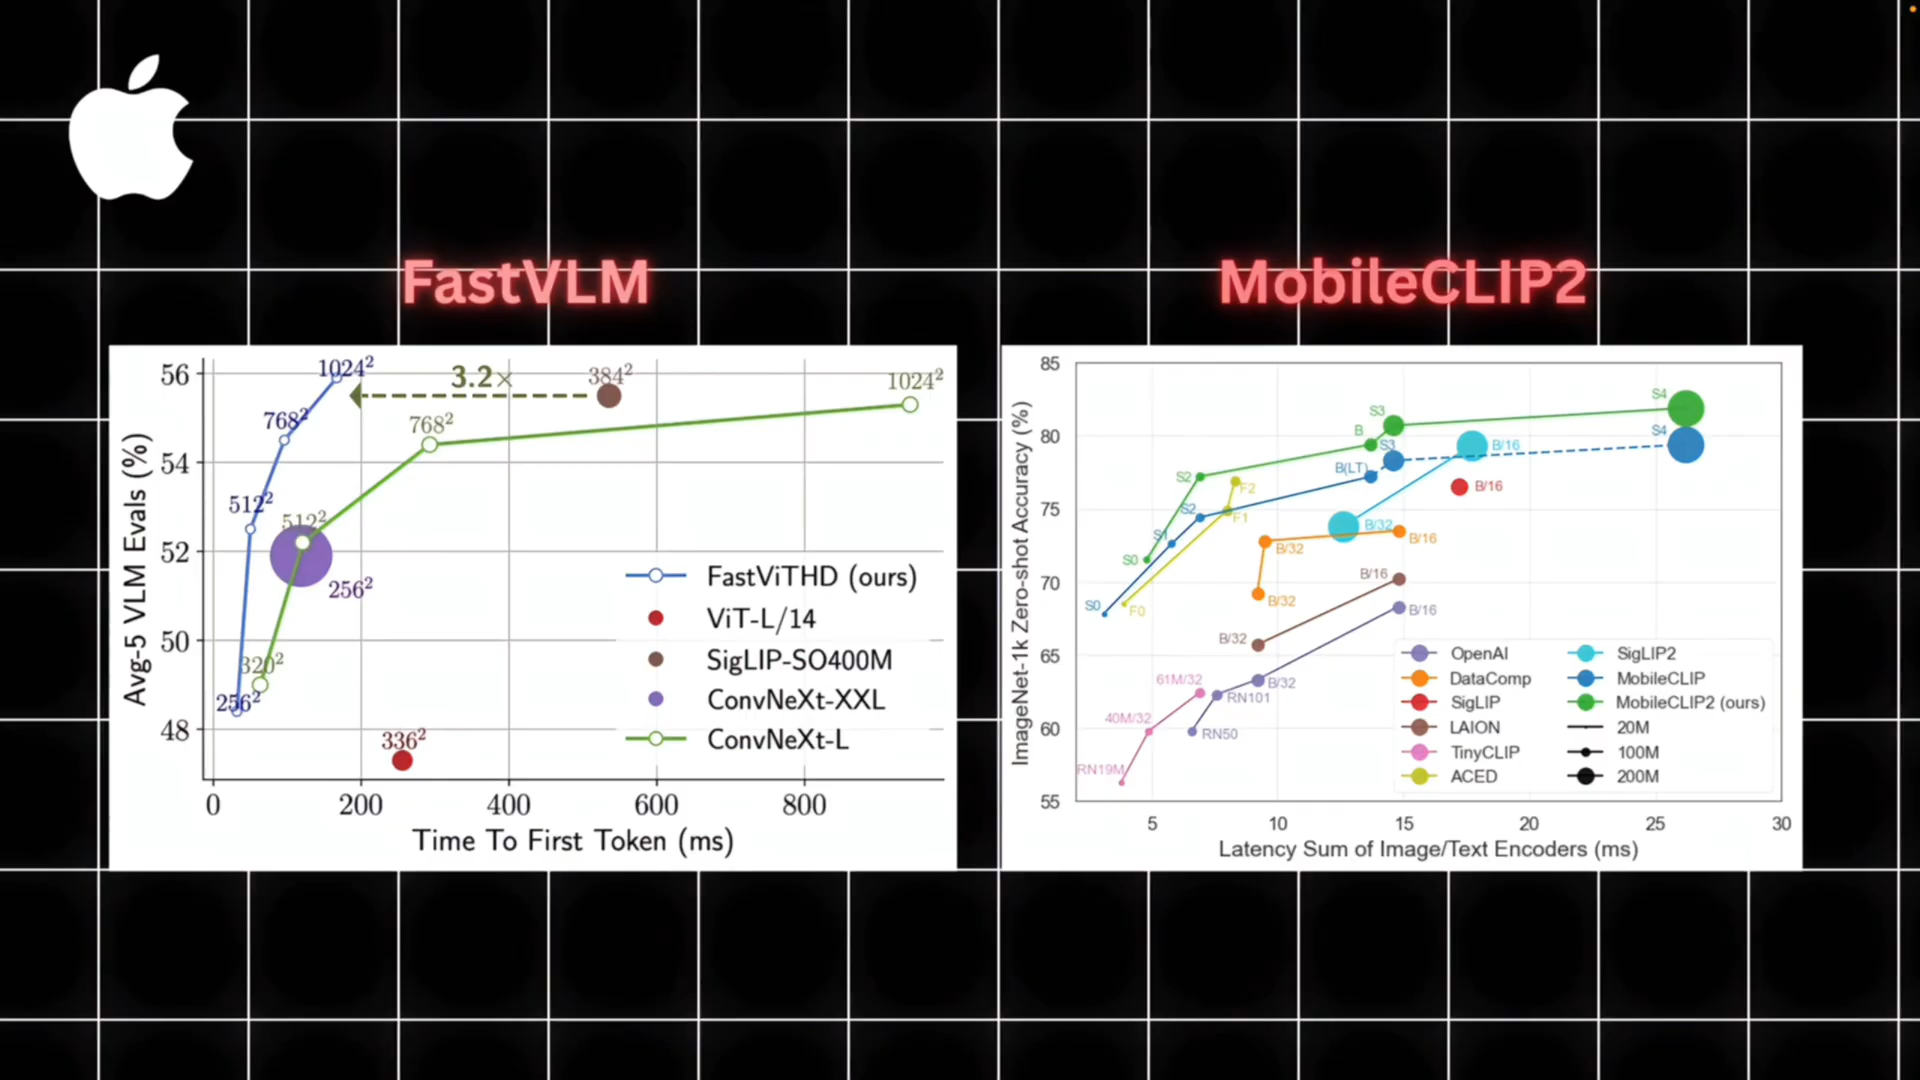 FastVLM
MobileCLIP2
Avg-5 VLM Evals (%)
56
54
52
50
48
1024²
768²
512²
256²
3.2×
384²
1024²
768²
512²
256²
320²
336²
FastViTHD (ours)
ViT-L/14
SigLIP-SO400M
ConvNeXt-XXL
ConvNeXt-L
0 200 400 600 800
Time To First Token (ms)
ImageNet-1k Zero-shot Accuracy (%)
85
80
75
70
65
60
55
S4
S3
B
S2
S0
S4
S3
B(LT)
S2
S1
S0
F2
F1
F0
B/16
B/32
B/16
B/32
B/16
B/32
B/16
B/32
B/16
B/32
RN101
RN50
61M/32
40M/32
RN19M
OpenAI
DataComp
SigLIP
LAION
TinyCLIP
ACED
SigLIP2
MobileCLIP
MobileCLIP2 (ours)
20M
100M
200M
5 10 15 20 25 30
Latency Sum of Image/Text Encoders (ms)